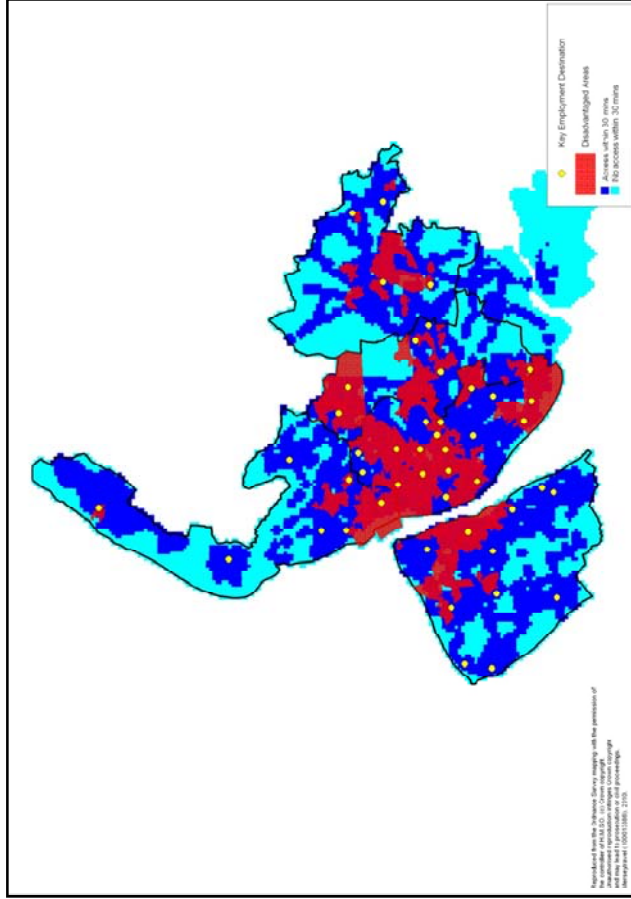 Key Employment Destination
Disadvantaged Areas
Access within 30 mins
No access within 30 mins
Reproduced from the Ordnance Survey mapping with the permission of
the controller of H.M.S.O. (c) Crown copyright
Unauthorised reproduction infringes Crown copyright
and may lead to prosecution or civil proceedings.
2010.